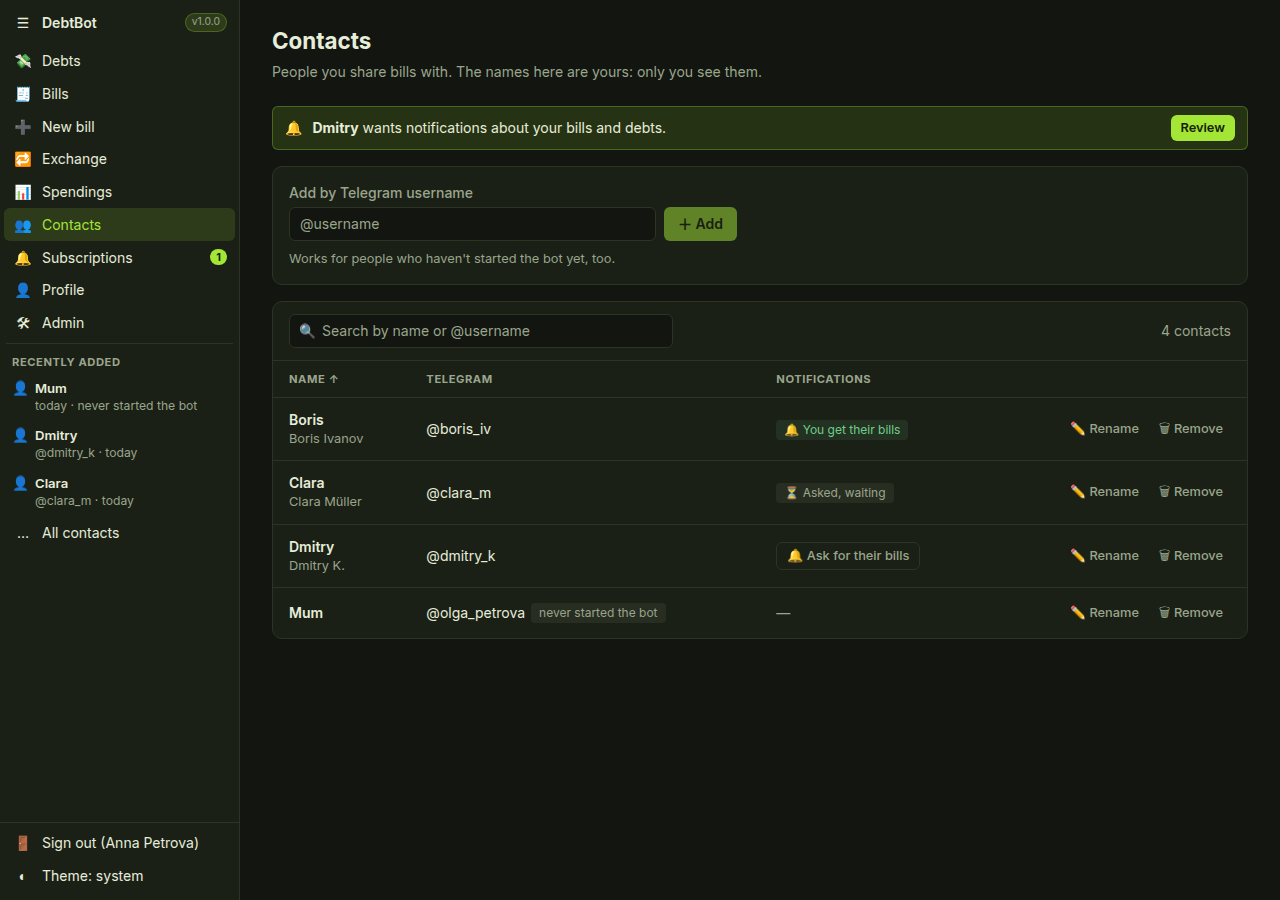 DebtBot v1.0.0
Debts
Bills
New bill
Exchange
Spendings
Contacts
Subscriptions 1
Profile
Admin
RECENTLY ADDED
Mum
today · never started the bot
Dmitry
@dmitry_k · today
Clara
@clara_m · today
... All contacts
Sign out (Anna Petrova)
Theme: system
Contacts
People you share bills with. The names here are yours: only you see them.
Dmitry wants notifications about your bills and debts. Review
Add by Telegram username
@username + Add
Works for people who haven't started the bot yet, too.
Search by name or @username 4 contacts
NAME ↑ TELEGRAM NOTIFICATIONS
Boris
Boris Ivanov
@boris_iv You get their bills Rename Remove
Clara
Clara Müller
@clara_m Asked, waiting Rename Remove
Dmitry
Dmitry K.
@dmitry_k Ask for their bills Rename Remove
Mum @olga_petrova never started the bot — Rename Remove